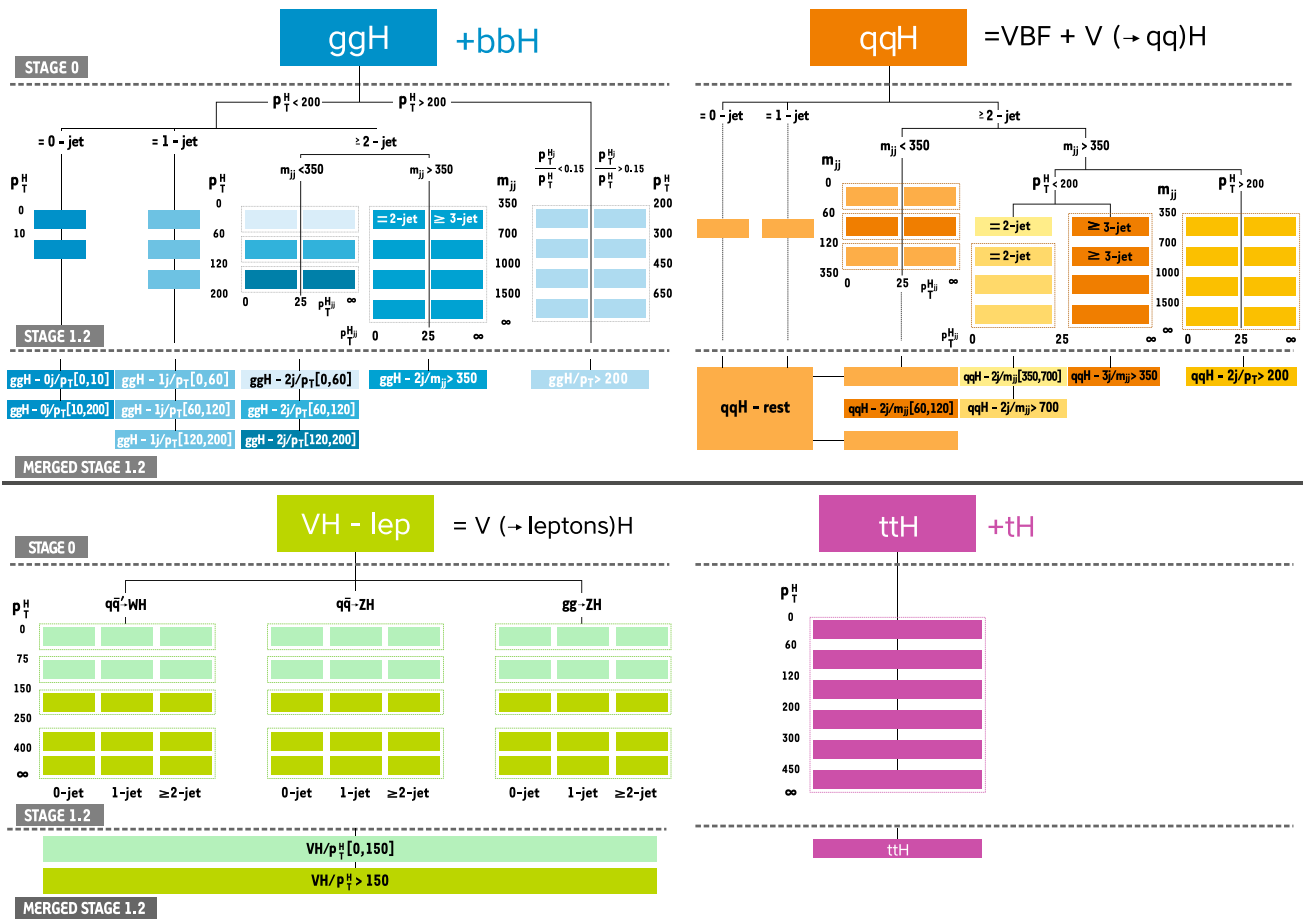 ggH +bbH
STAGE 0
p_T^H < 200 p_T^H > 200
= 0 - jet = 1 - jet ≥ 2 - jet
m_jj < 350 m_jj > 350
p_T^Hj / p_T^H < 0.15 p_T^Hj / p_T^H > 0.15
p_T^H
0
10
p_T^H
0
60
120
200
0 25 ∞
p_T^Hjj
= 2-jet ≥ 3-jet
p_T^Hjj
0 25 ∞
m_jj
350
700
1000
1500
∞
p_T^H
200
300
450
650
STAGE 1.2
ggH - 0j/p_T[0,10] ggH - 1j/p_T[0,60] ggH - 2j/p_T[0,60] ggH - 2j/m_jj > 350 ggH/p_T > 200
ggH - 0j/p_T[10,200] ggH - 1j/p_T[60,120] ggH - 2j/p_T[60,120]
ggH - 1j/p_T[120,200] ggH - 2j/p_T[120,200]
MERGED STAGE 1.2
qqH =VBF + V (→ qq)H
= 0 - jet = 1 - jet ≥ 2 - jet
m_jj < 350 m_jj > 350
m_jj
0
60
120
350
0 25 ∞
p_T^Hjj
p_T^H < 200 p_T^H > 200
= 2-jet ≥ 3-jet
= 2-jet ≥ 3-jet
p_T^Hjj
0 25 ∞
m_jj
350
700
1000
1500
∞
0 25 ∞
qqH - rest
qqH - 2j/m_jj[60,120]
qqH - 2j/m_jj[350,700] qqH - 3j/m_jj > 350 qqH - 2j/p_T > 200
qqH - 2j/m_jj > 700
VH - lep = V (→ leptons)H
STAGE 0
qq̄'→WH qq̄→ZH gg→ZH
p_T^H
0
75
150
250
400
∞
0-jet 1-jet ≥2-jet 0-jet 1-jet ≥2-jet 0-jet 1-jet ≥2-jet
STAGE 1.2
VH/p_T^H [0,150]
VH/p_T^H > 150
MERGED STAGE 1.2
ttH +tH
p_T^H
0
60
120
200
300
450
∞
ttH